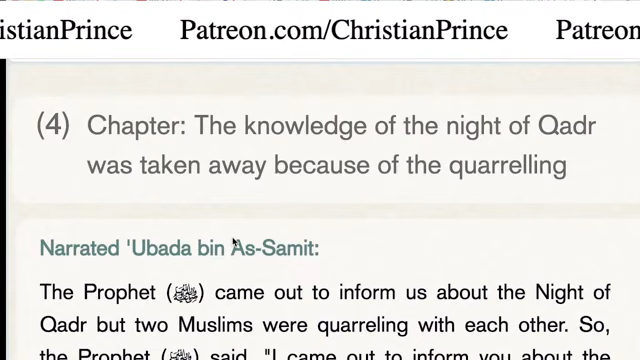 istianPrince Patreon.com/ChristianPrince Patreon
(4) Chapter: The knowledge of the night of Qadr
was taken away because of the quarrelling
Narrated 'Ubada bin As-Samit:
The Prophet (ﷺ) came out to inform us about the Night of
Qadr but two Muslims were quarreling with each other. So,
the Prophet (ﷺ) said, "I came out to inform you about the